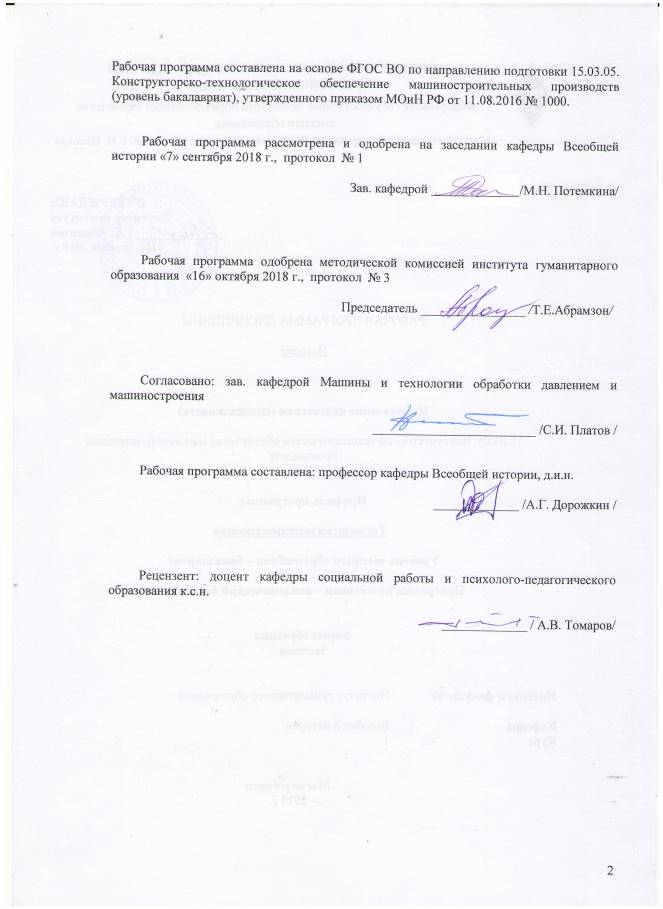 Рабочая программа составлена на основе ФГОС ВО по направлению подготовки 15.03.05.
Конструкторско-технологическое обеспечение машиностроительных производств
(уровень бакалавриат), утвержденного приказом МОиН РФ от 11.08.2016 № 1000.
Рабочая программа рассмотрена и одобрена на заседании кафедры Всеобщей
истории «7» сентября 2018 г., протокол № 1
Зав. кафедрой /М.Н. Потемкина/
Рабочая программа одобрена методической комиссией института гуманитарного
образования «16» октября 2018 г., протокол № 3
Председатель /Т.Е.Абрамзон/
Согласовано: зав. кафедрой Машины и технологии обработки давлением и
машиностроения
/С.И. Платов /
Рабочая программа составлена: профессор кафедры Всеобщей истории, д.и.н.
/А.Г. Дорожкин /
Рецензент: доцент кафедры социальной работы и психолого-педагогического
образования к.с.н.
/ А.В. Томаров/
2